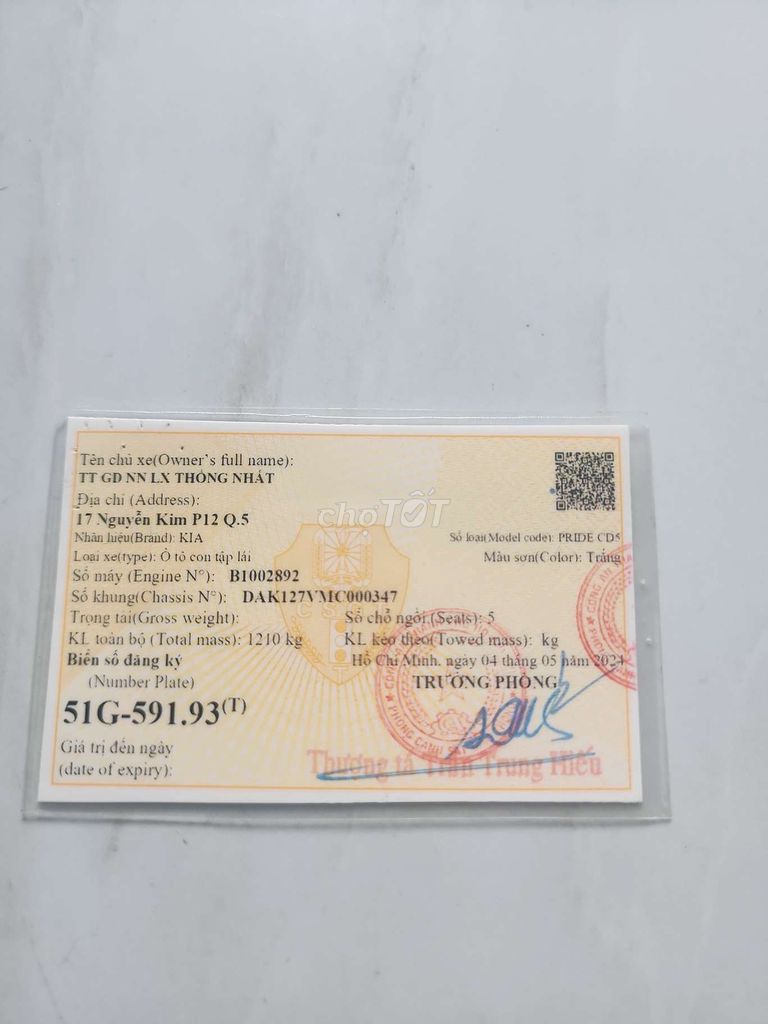 Tên chủ xe(Owner's full name):
TT GD NN LX THỐNG NHẤT
Địa chỉ (Address):
17 Nguyễn Kim P12 Q.5
Nhãn hiệu(Brand): KIA
Số loại(Model code): PRIDE CD5
Loại xe(type): Ô tô con tập lái
Màu sơn(Color): Trắng
Số máy (Engine N°): B1002892
Số khung(Chassis N°): DAK127VMC000347
Trọng tải(Gross weight):
Số chỗ ngồi (Seats): 5
KL toàn bộ (Total mass): 1210 kg
KL kéo theo(Towed mass): kg
Biển số đăng ký
(Number Plate)
Hồ Chí Minh, ngày 04 tháng 05 năm 2024
TRƯỞNG PHÒNG
51G-591.93(T)
Giá trị đến ngày
(date of expiry):
Thượng tá Trần Trung Hiếu
choTỐT